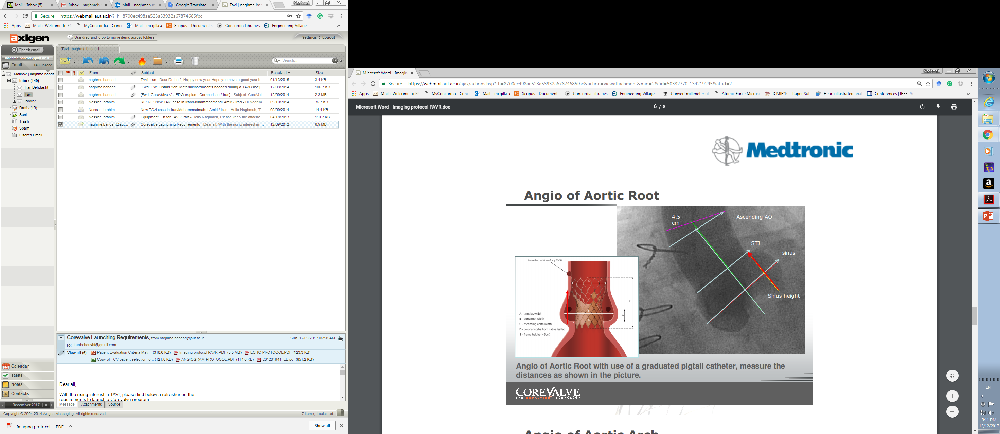 Mail :: Inbox (5)
Inbox - naghmeh.
Mail - naghmeh.m
Google Translate
Tavi | naghme ban
Naghmeh
Secure
https://webmail.aut.ac.ir/?_h=8700ec498ae523a53932a67874685fbc
Apps
Mail :: Welcome to E
MyConcordia - Conc
Mail - mcgill.ca
Scopus - Document s
Concordia Libraries
Engineering Village -
axigen
Use drag-and-drop to move items across folders.
Settings | Logout
Check email
naghme.bandari@aut.ac.ir
Email 149 unread
Mailbox | naghme banda
Inbox (149)
Iran Behdasht
Tavi
inbox2
Drafts (10)
Sent
Trash
Spam
Filtered Email
Tavi | naghme bandari
Search...
From Subject Received Size
naghme bandari TAVI-Iran - Dear Dr. Lotfi, Happy new year!Hope you have a good year in... 01/13/2015 3.4 KB
naghme bandari [Fwd: FW: Distribution: Material/Instruments needed during a TAVI case] ... 12/09/2014 106.7 KB
naghme bandari [Fwd: CoreValve Vs. EDW sapien - Comparison / Iran] - Subject: CoreVal... 12/09/2014 2.3 MB
Nasser, Ibrahim RE: RE: New TAVI case in Iran/Mohammadmehdi Amiri / Iran - Hi Naghm... 09/10/2014 36.7 KB
Nasser, Ibrahim New TAVI case in Iran/Mohammadmehdi Amiri / Iran - Hello Naghmeh, T... 09/09/2014 14.4 KB
Nasser, Ibrahim Equipment List for TAVI / Iran - Hello Naghmeh, Please keep the attache... 04/18/2013 110.2 KB
naghme.bandari@aut... Corevalve Launching Requirements - Dear all, With the rising interest in ... 12/09/2012 6.9 MB
Corevalve Launching Requirements, from naghme.bandari@aut.ac.ir Sun, 12/09/2012 06:58 AM
To: iranbehdasht@gmail.com
View all (6) Patient Evaluation Criteria Matr... (310.6 KB) Imaging protocol PAVR.PDF (5.5 MB) ECHO PROTOCOL.PDF (123.3 KB)
Copy of TCV patient selection fo... (121.8 KB) ANGIOGRAM PROTOCOL.PDF (114.6 KB) 201201641_EE.pdf (851.2 KB)
Dear all,
With the rising interest in TAVI, please find below a refresher on the
requirements to launch a Corevalve program:
Message Attachments Source
Calendar
Tasks
Notes
Contacts
December 2017
Copyright © 2004-2014 Axigen Messaging. All rights reserved.
7 items, 1 selected
Imaging protocol ....PDF
Show all
Microsoft Word - Imagin
Naghmeh
Secure
https://webmail.aut.ac.ir/ajax/actions.hsp?_h=8700ec498ae523a53932a67874685fbc&action=viewattachment&mid=2&fid=50332770_134219295&attid=2
Apps
Mail :: Welcome to E
MyConcordia - Conc
Mail - mcgill.ca
Scopus - Document s
Concordia Libraries
Engineering Village -
Convert millimeter of
Atomic Force Microsc
ICMIE'16 - Paper Sub
Heart: illustrated ana
Conferences | IEEE Ph
Microsoft Word - Imaging protocol PAVR.doc
6 / 8
Medtronic
Angio of Aortic Root
4.5
cm
Ascending AO
STJ
sinus
Sinus height
Note the position of any SVG's
C
B
A
D
E
A - annulus width
B - aorta root width
C - ascending aorta width
D - coronary ostia from native leaflet
E - frame height (~5cm)
Angio of Aortic Root with use of a graduated pigtail catheter, measure the
distances as shown in the picture.
COREVALVE
THE REVALVING TECHNOLOGY
Angio of Aortic Arch
EN
3:11 PM
12/12/2017